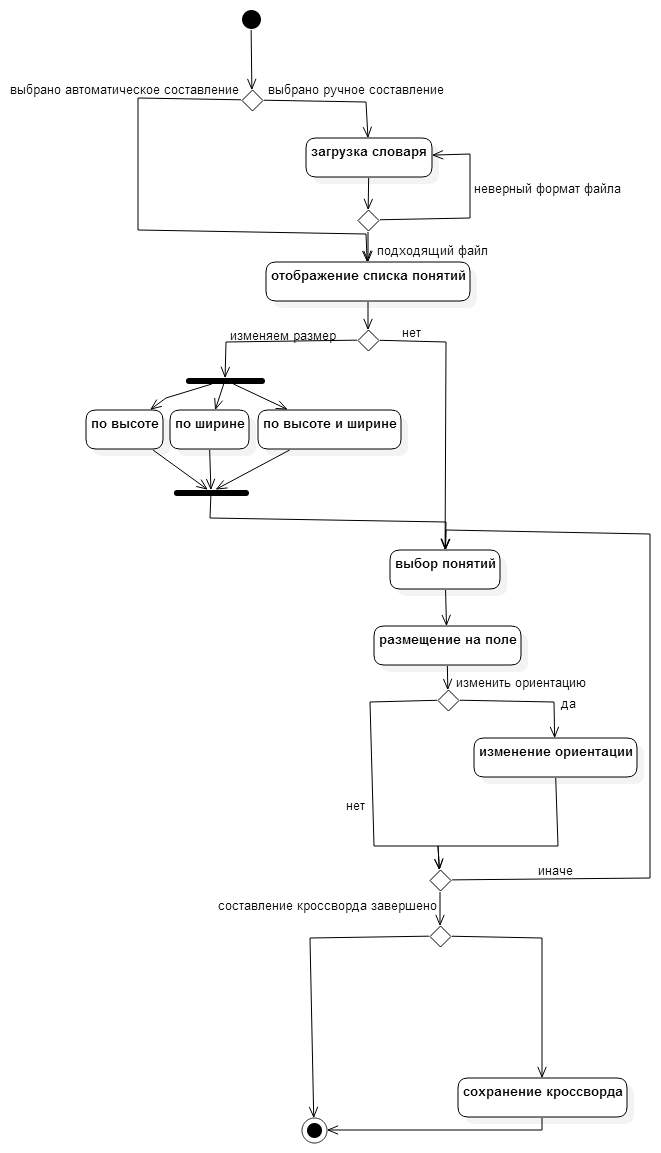 выбрано автоматическое составление
выбрано ручное составление
загрузка словаря
неверный формат файла
подходящий файл
отображение списка понятий
изменяем размер
нет
по высоте
по ширине
по высоте и ширине
выбор понятий
размещение на поле
изменить ориентацию
да
изменение ориентации
нет
иначе
составление кроссворда завершено
сохранение кроссворда